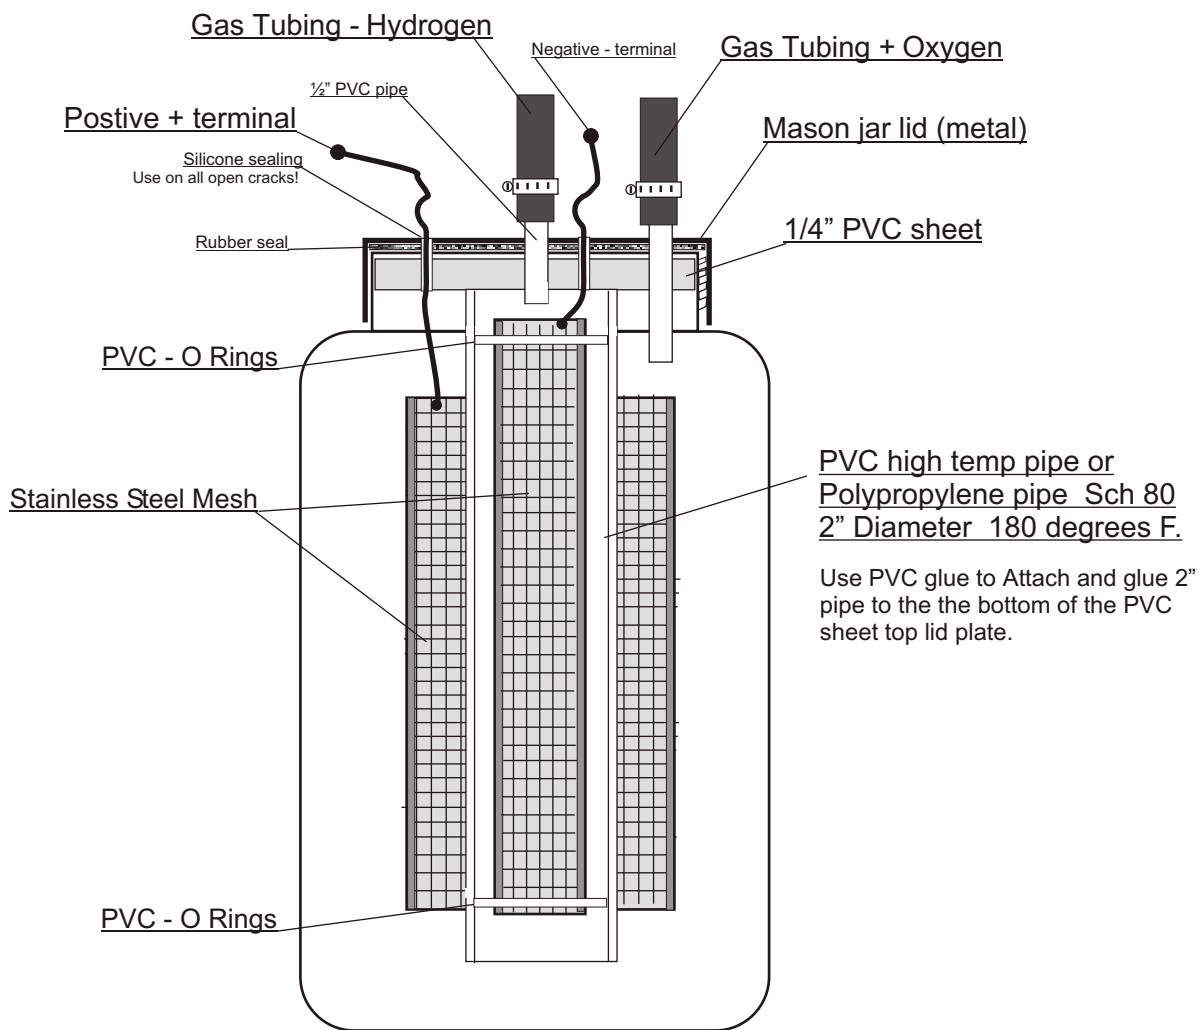 Gas Tubing - Hydrogen
Negative - terminal
Gas Tubing + Oxygen
½” PVC pipe
Postive + terminal
Mason jar lid (metal)
Silicone sealing
Use on all open cracks!
Rubber seal
1/4” PVC sheet
PVC - O Rings
Stainless Steel Mesh
PVC high temp pipe or
Polypropylene pipe Sch 80
2” Diameter 180 degrees F.
Use PVC glue to Attach and glue 2”
pipe to the the bottom of the PVC
sheet top lid plate.
PVC - O Rings